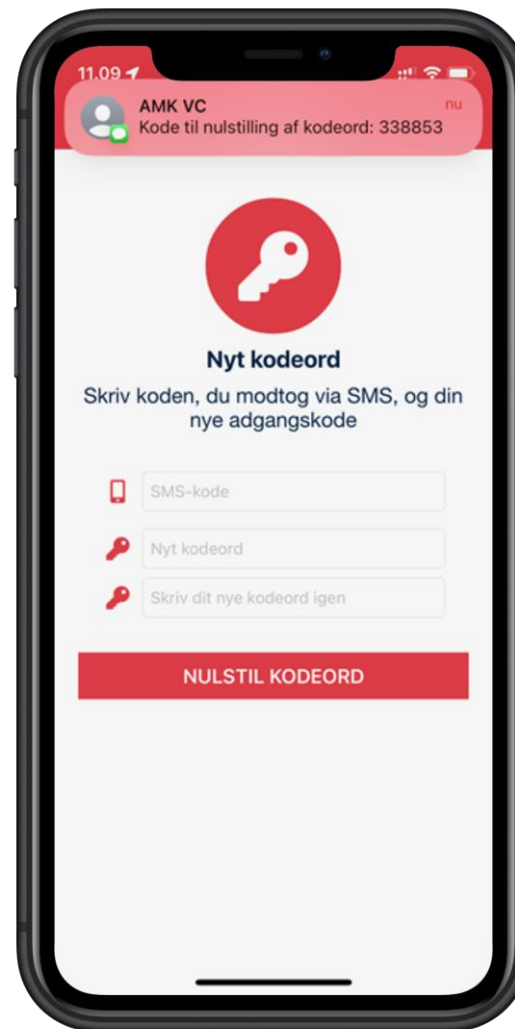 11.09
AMK VC
nu
Kode til nulstilling af kodeord: 338853
Nyt kodeord
Skriv koden, du modtog via SMS, og din
nye adgangskode
SMS-kode
Nyt kodeord
Skriv dit nye kodeord igen
NULSTIL KODEORD